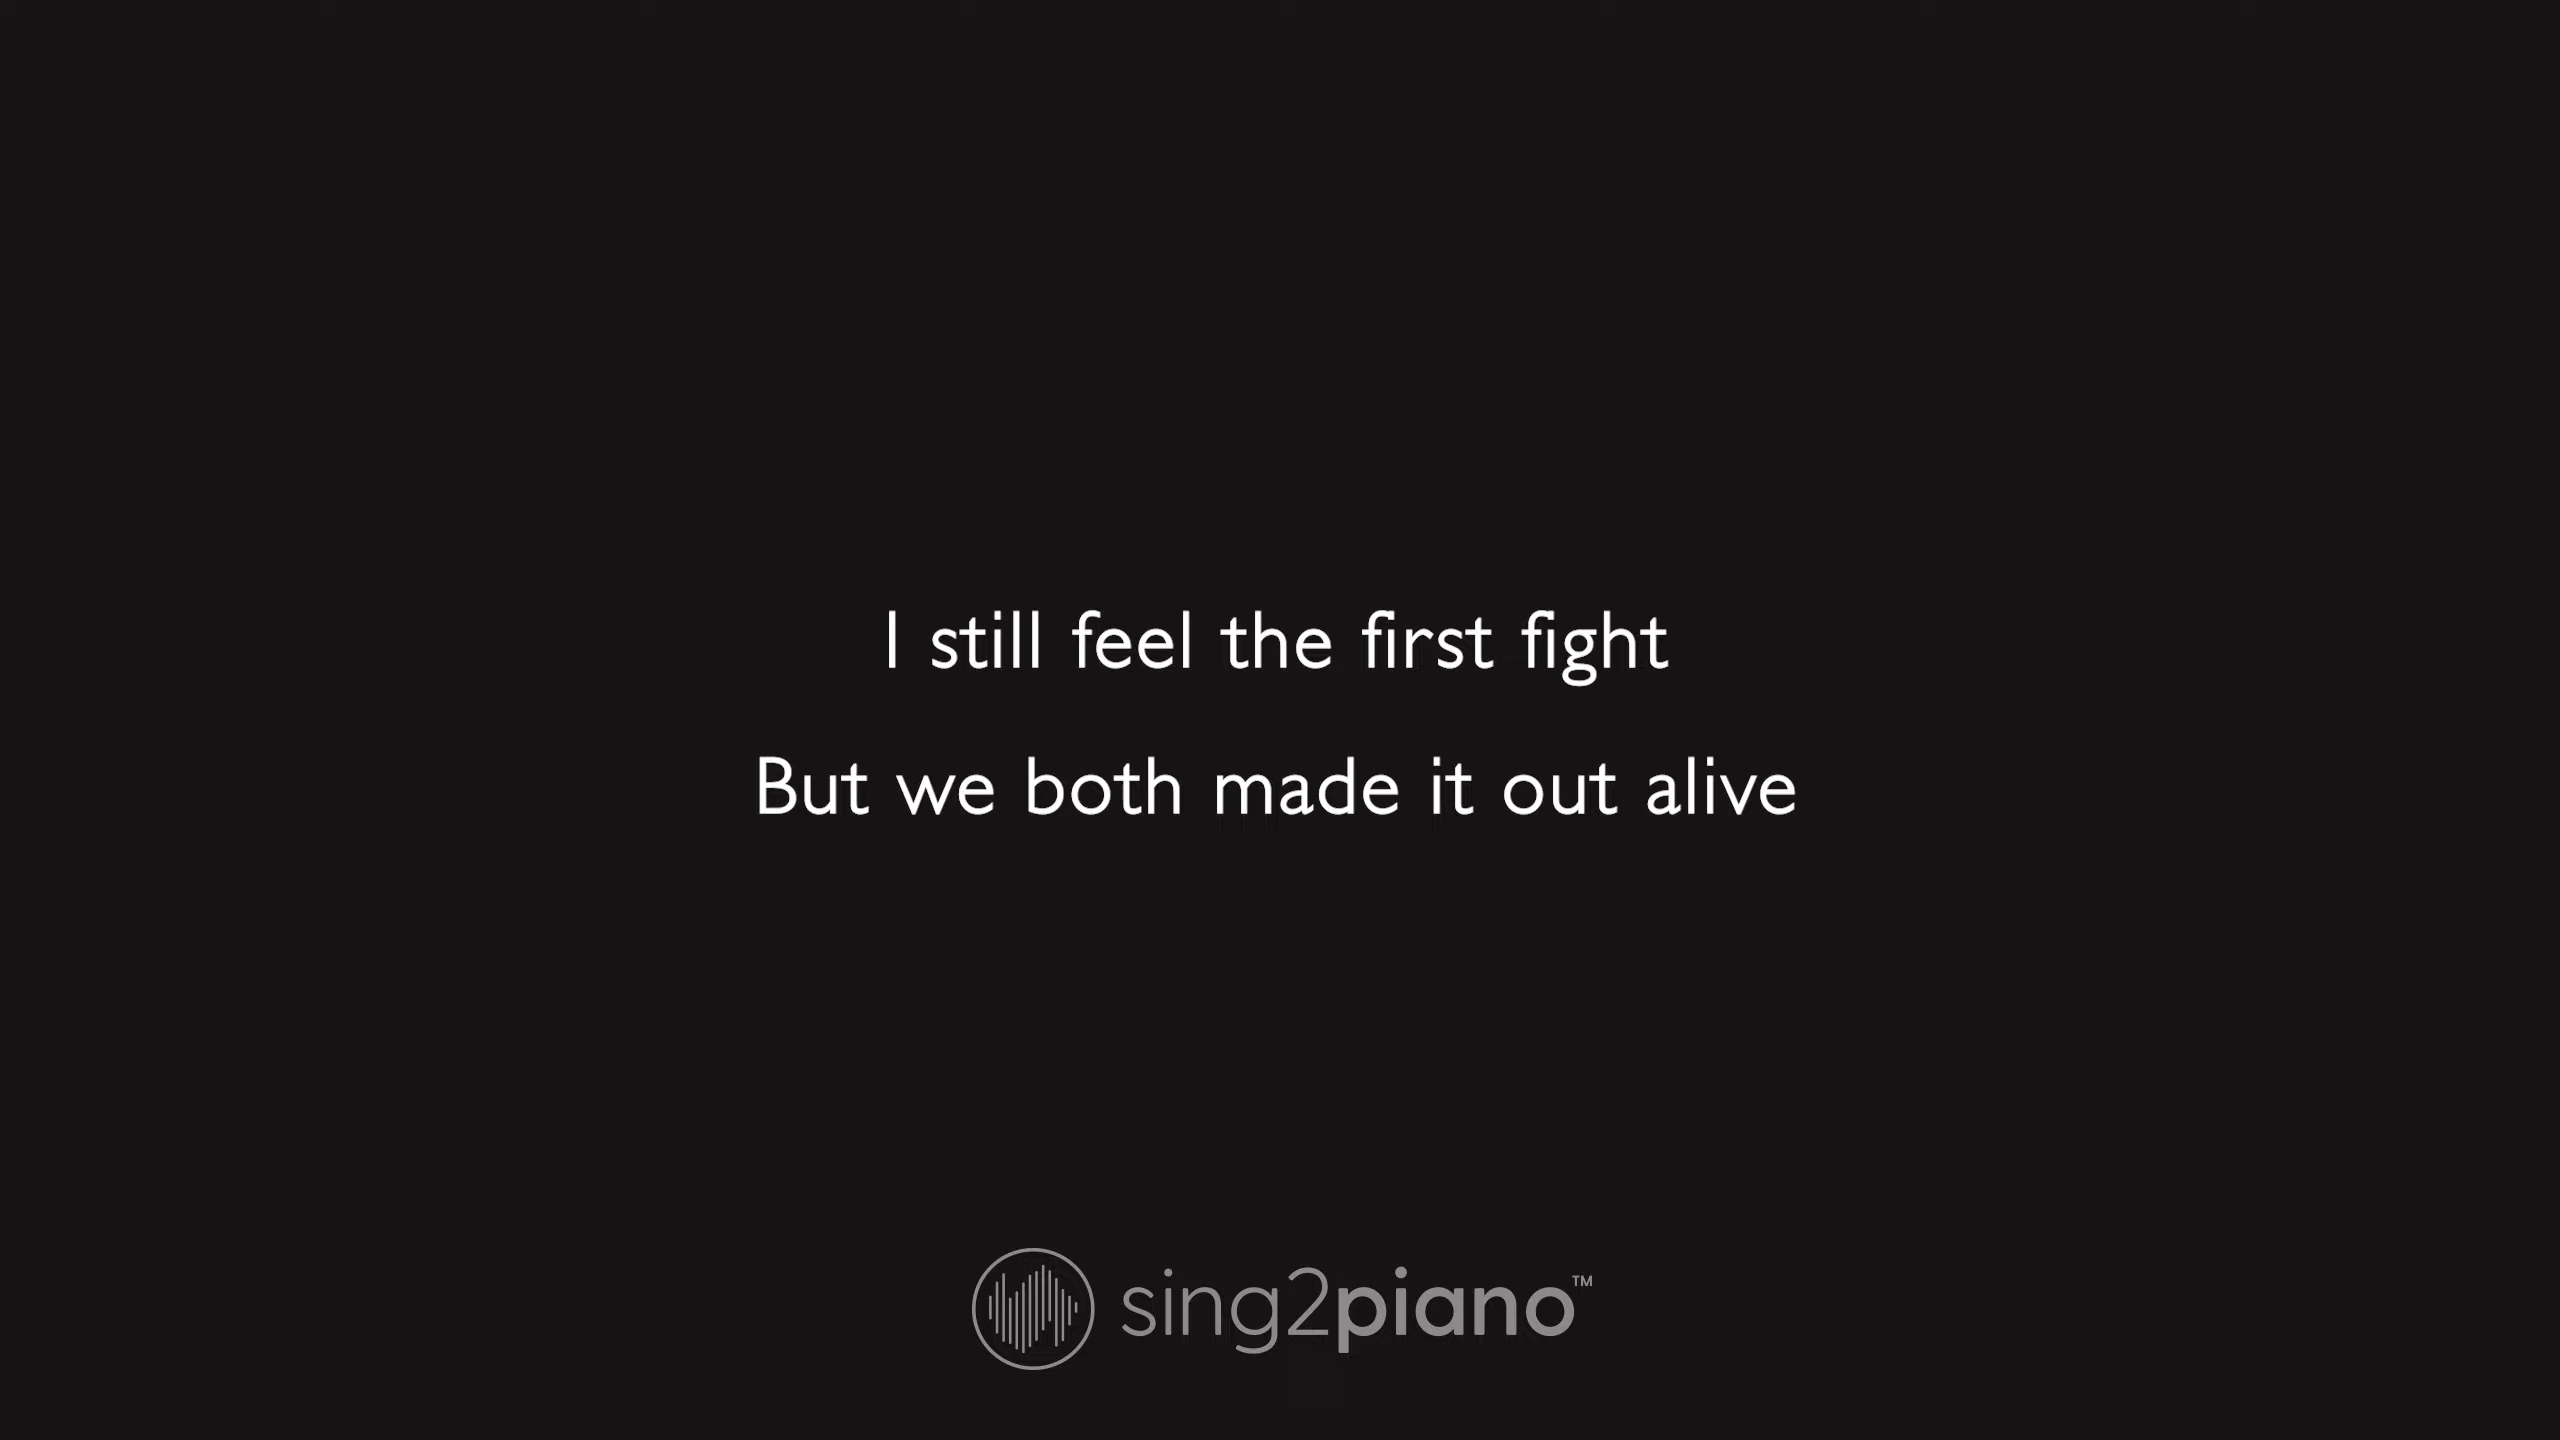 I still feel the first fight
But we both made it out alive
sing2piano™